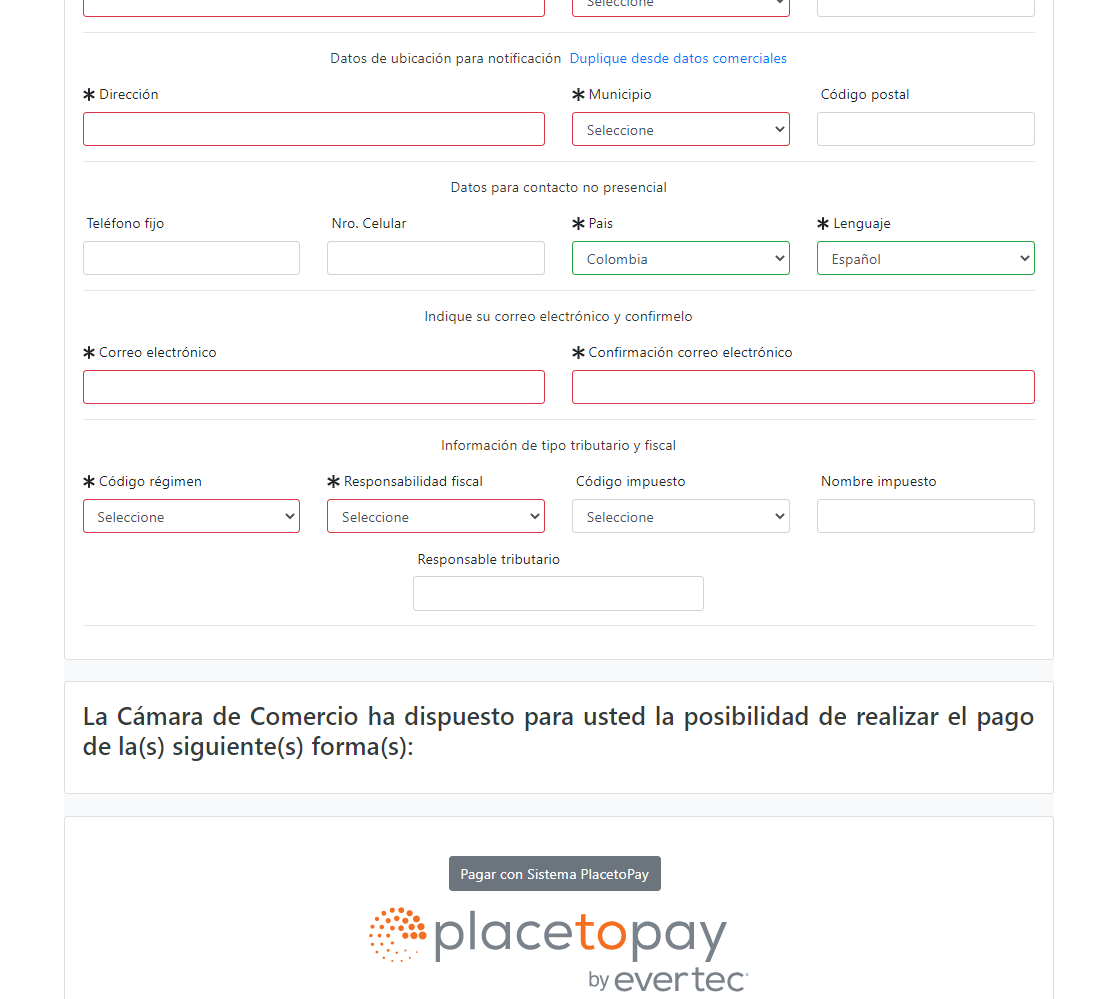 Seleccione
Datos de ubicación para notificación Duplique desde datos comerciales
* Dirección
* Municipio
Código postal
Seleccione
Datos para contacto no presencial
Teléfono fijo
Nro. Celular
* Pais
* Lenguaje
Colombia
Español
Indique su correo electrónico y confirmelo
* Correo electrónico
* Confirmación correo electrónico
Información de tipo tributario y fiscal
* Código régimen
* Responsabilidad fiscal
Código impuesto
Nombre impuesto
Seleccione
Seleccione
Seleccione
Responsable tributario
La Cámara de Comercio ha dispuesto para usted la posibilidad de realizar el pago
de la(s) siguiente(s) forma(s):
Pagar con Sistema PlacetoPay
placetopay
by evertec